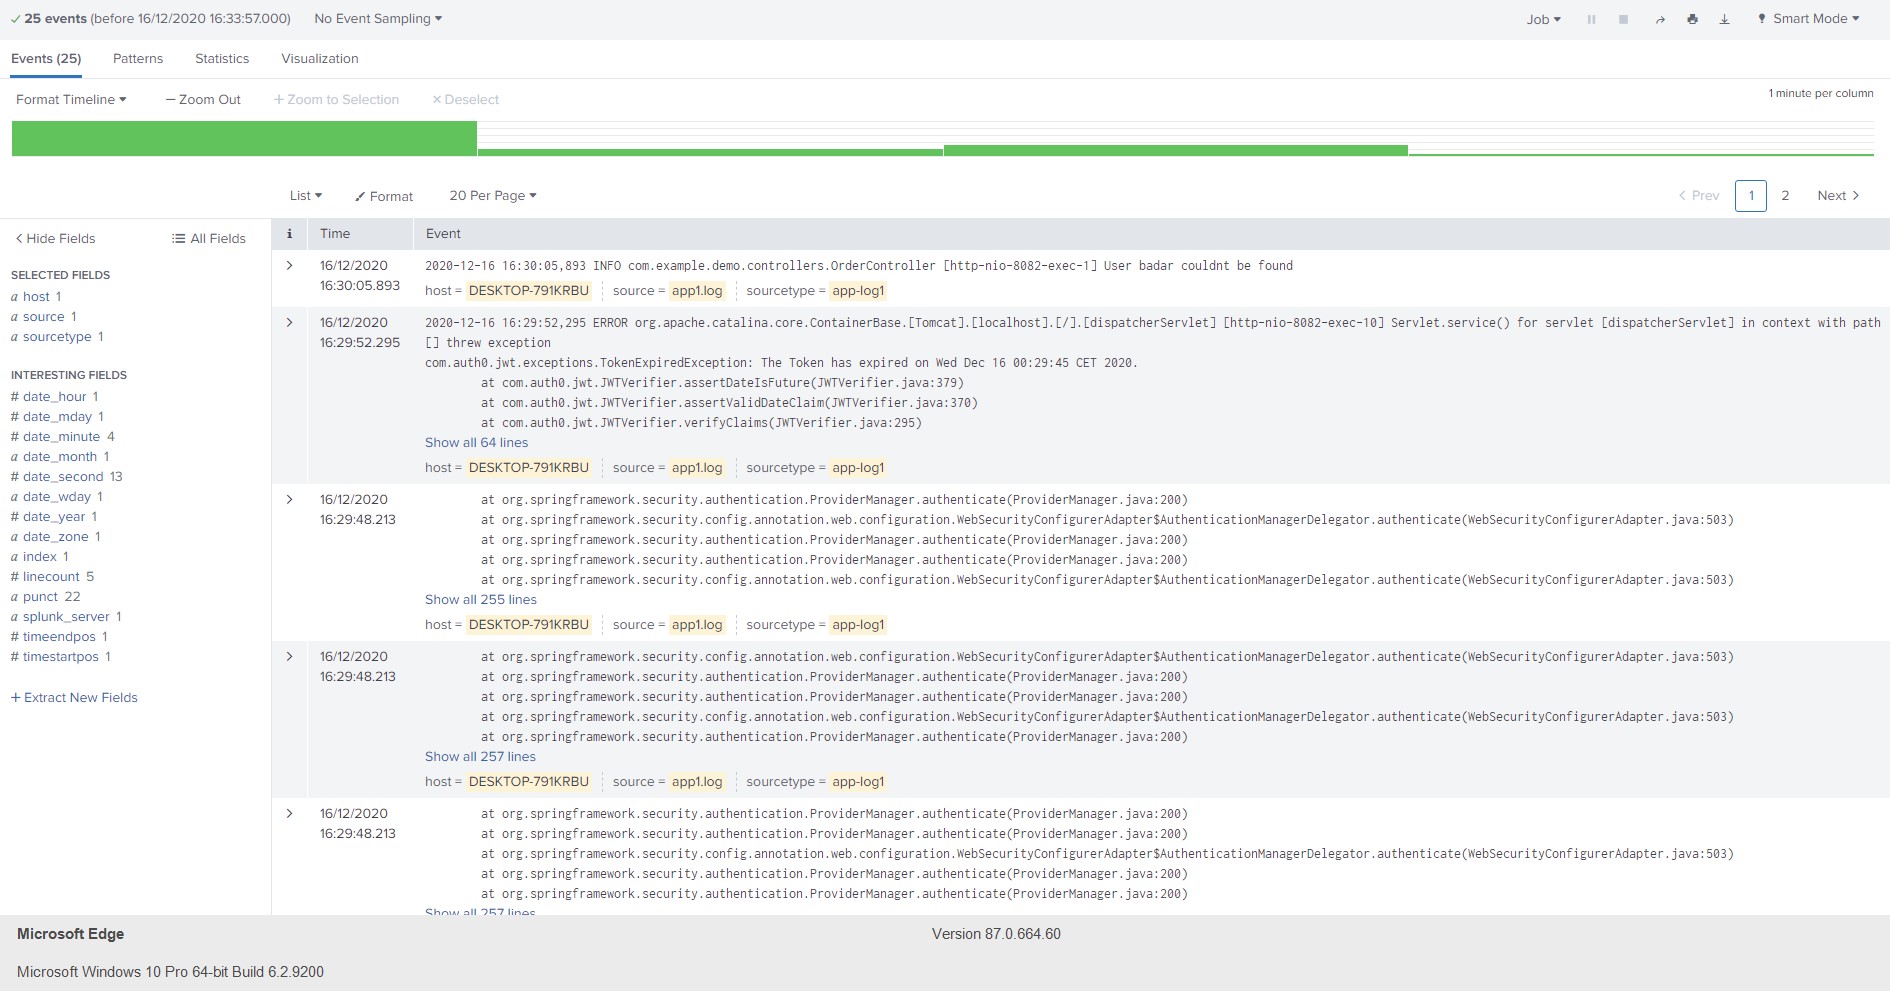 25 events (before 16/12/2020 16:33:57.000) No Event Sampling Job Smart Mode
Events (25) Patterns Statistics Visualization
Format Timeline — Zoom Out + Zoom to Selection × Deselect 1 minute per column
List Format 20 Per Page < Prev 1 2 Next >
< Hide Fields All Fields
SELECTED FIELDS
a host 1
a source 1
a sourcetype 1
INTERESTING FIELDS
# date_hour 1
# date_mday 1
# date_minute 4
a date_month 1
# date_second 13
a date_wday 1
# date_year 1
a date_zone 1
a index 1
# linecount 5
a punct 22
a splunk_server 1
# timeendpos 1
# timestartpos 1
+ Extract New Fields
i Time Event
> 16/12/2020
16:30:05.893
2020-12-16 16:30:05,893 INFO com.example.demo.controllers.OrderController [http-nio-8082-exec-1] User badar couldnt be found
host = DESKTOP-791KRBU source = app1.log sourcetype = app-log1
> 16/12/2020
16:29:52.295
2020-12-16 16:29:52,295 ERROR org.apache.catalina.core.ContainerBase.[Tomcat].[localhost].[/].[dispatcherServlet] [http-nio-8082-exec-10] Servlet.service() for servlet [dispatcherServlet] in context with path
[] threw exception
com.auth0.jwt.exceptions.TokenExpiredException: The Token has expired on Wed Dec 16 00:29:45 CET 2020.
at com.auth0.jwt.JWTVerifier.assertDateIsFuture(JWTVerifier.java:379)
at com.auth0.jwt.JWTVerifier.assertValidDateClaim(JWTVerifier.java:370)
at com.auth0.jwt.JWTVerifier.verifyClaims(JWTVerifier.java:295)
Show all 64 lines
host = DESKTOP-791KRBU source = app1.log sourcetype = app-log1
> 16/12/2020
16:29:48.213
at org.springframework.security.authentication.ProviderManager.authenticate(ProviderManager.java:200)
at org.springframework.security.config.annotation.web.configuration.WebSecurityConfigurerAdapter$AuthenticationManagerDelegator.authenticate(WebSecurityConfigurerAdapter.java:503)
at org.springframework.security.authentication.ProviderManager.authenticate(ProviderManager.java:200)
at org.springframework.security.authentication.ProviderManager.authenticate(ProviderManager.java:200)
at org.springframework.security.config.annotation.web.configuration.WebSecurityConfigurerAdapter$AuthenticationManagerDelegator.authenticate(WebSecurityConfigurerAdapter.java:503)
Show all 255 lines
host = DESKTOP-791KRBU source = app1.log sourcetype = app-log1
> 16/12/2020
16:29:48.213
at org.springframework.security.config.annotation.web.configuration.WebSecurityConfigurerAdapter$AuthenticationManagerDelegator.authenticate(WebSecurityConfigurerAdapter.java:503)
at org.springframework.security.authentication.ProviderManager.authenticate(ProviderManager.java:200)
at org.springframework.security.authentication.ProviderManager.authenticate(ProviderManager.java:200)
at org.springframework.security.config.annotation.web.configuration.WebSecurityConfigurerAdapter$AuthenticationManagerDelegator.authenticate(WebSecurityConfigurerAdapter.java:503)
at org.springframework.security.authentication.ProviderManager.authenticate(ProviderManager.java:200)
Show all 257 lines
host = DESKTOP-791KRBU source = app1.log sourcetype = app-log1
> 16/12/2020
16:29:48.213
at org.springframework.security.authentication.ProviderManager.authenticate(ProviderManager.java:200)
at org.springframework.security.authentication.ProviderManager.authenticate(ProviderManager.java:200)
at org.springframework.security.config.annotation.web.configuration.WebSecurityConfigurerAdapter$AuthenticationManagerDelegator.authenticate(WebSecurityConfigurerAdapter.java:503)
at org.springframework.security.authentication.ProviderManager.authenticate(ProviderManager.java:200)
at org.springframework.security.authentication.ProviderManager.authenticate(ProviderManager.java:200)
Show all 257 lines
Microsoft Edge Version 87.0.664.60
Microsoft Windows 10 Pro 64-bit Build 6.2.9200